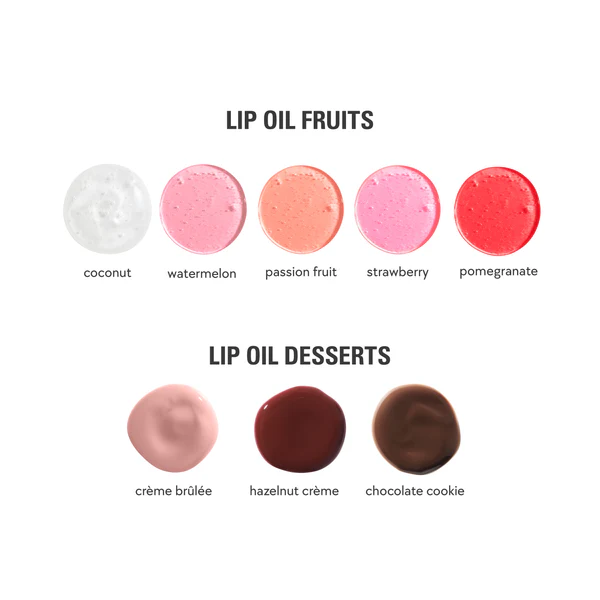 LIP OIL FRUITS
coconut
watermelon
passion fruit
strawberry
pomegranate
LIP OIL DESSERTS
crème brûlée
hazelnut crème
chocolate cookie